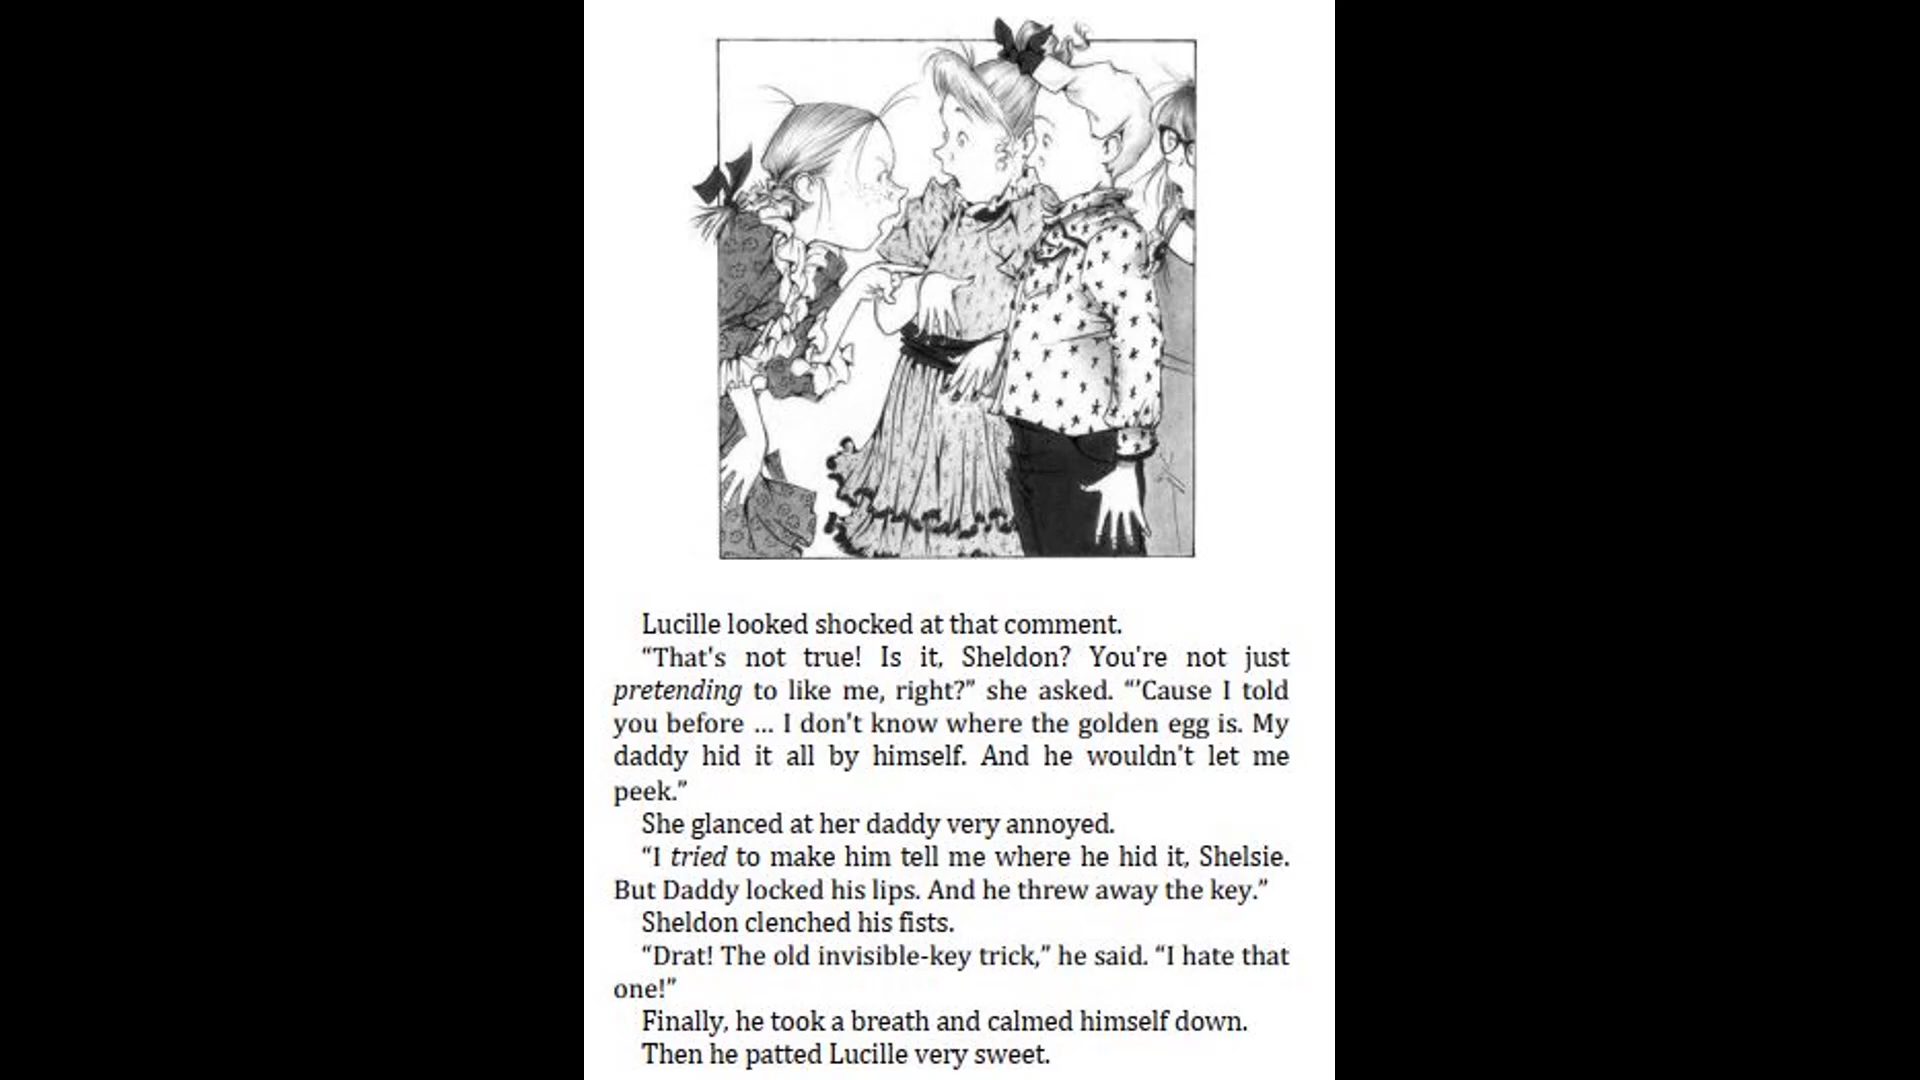 Lucille looked shocked at that comment.
“That's not true! Is it, Sheldon? You're not just
pretending to like me, right?” she asked. “’Cause I told
you before ... I don't know where the golden egg is. My
daddy hid it all by himself. And he wouldn't let me
peek.”
She glanced at her daddy very annoyed.
“I tried to make him tell me where he hid it, Shelsie.
But Daddy locked his lips. And he threw away the key.”
Sheldon clenched his fists.
“Drat! The old invisible-key trick,” he said. “I hate that
one!”
Finally, he took a breath and calmed himself down.
Then he patted Lucille very sweet.